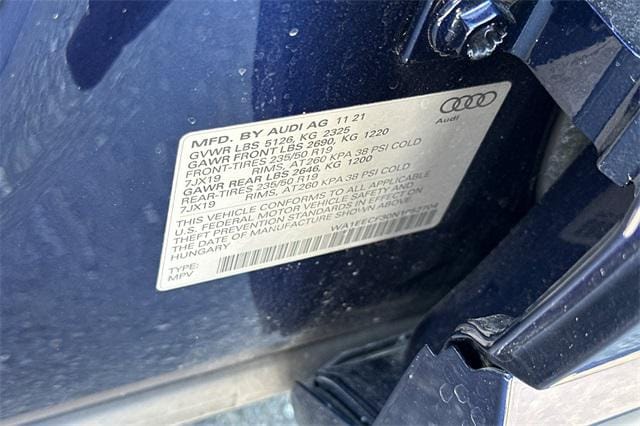 MFD. BY AUDI AG 11 21
Audi
GVWR LBS 5126, KG 2325
GAWR FRONT LBS 2690, KG 1220
FRONT-TIRES 235/50 R19
7JX19 RIMS, AT260 KPA 38 PSI COLD
GAWR REAR LBS 2646, KG 1200
REAR-TIRES 235/50 R19
7JX19 RIMS, AT260 KPA 38 PSI COLD
THIS VEHICLE CONFORMS TO ALL APPLICABLE
U.S. FEDERAL MOTOR VEHICLE SAFETY AND
THEFT PREVENTION STANDARDS IN EFFECT ON
THE DATE OF MANUFACTURE SHOWN ABOVE.
HUNGARY
TYPE:
MPV